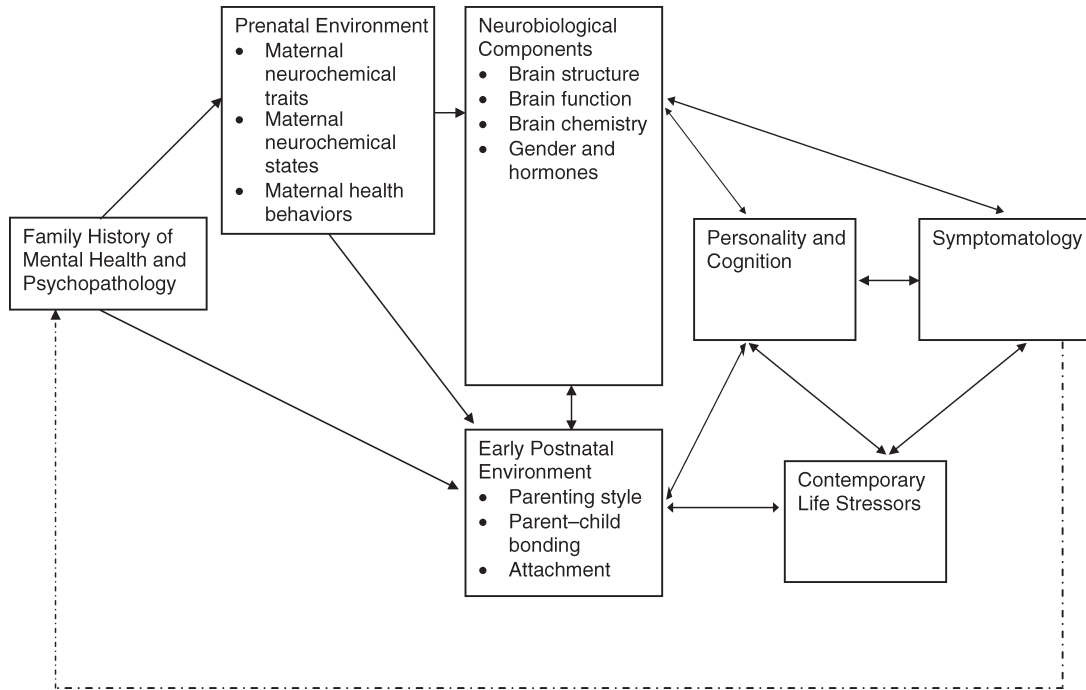 Prenatal Environment
• Maternal
neurochemical
traits
• Maternal
neurochemical
states
• Maternal health
behaviors
Neurobiological
Components
• Brain structure
• Brain function
• Brain chemistry
• Gender and
hormones
Family History of
Mental Health and
Psychopathology
Personality and
Cognition
Symptomatology
Early Postnatal
Environment
• Parenting style
• Parent–child
bonding
• Attachment
Contemporary
Life Stressors